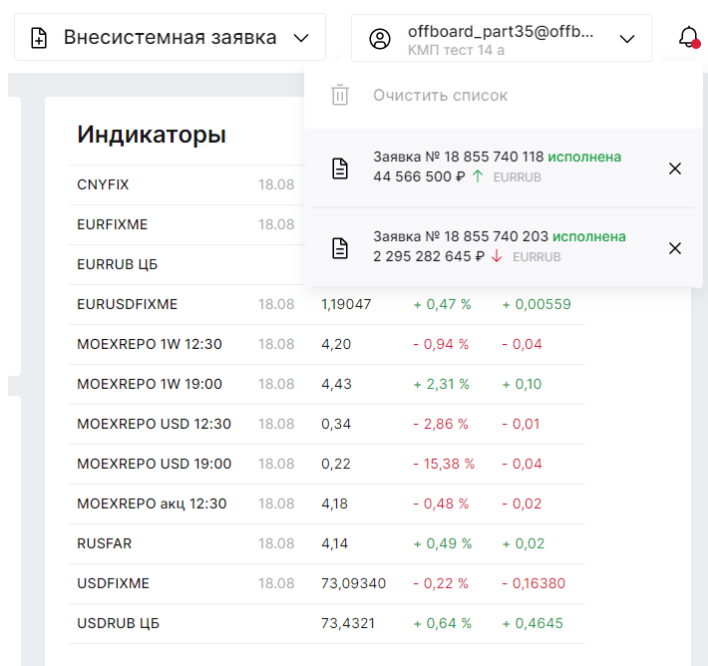 Внесистемная заявка
offboard_part35@offb...
КМП тест 14 а
Очистить список
Заявка № 18 855 740 118 исполнена
44 566 500 ₽ ↑ EURRUB
Заявка № 18 855 740 203 исполнена
2 295 282 645 ₽ ↓ EURRUB
Индикаторы
CNYFIX 18.08
EURFIXME 18.08
EURRUB ЦБ
EURUSDFIXME 18.08 1,19047 + 0,47 % + 0,00559
MOEXREPO 1W 12:30 18.08 4,20 - 0,94 % - 0,04
MOEXREPO 1W 19:00 18.08 4,43 + 2,31 % + 0,10
MOEXREPO USD 12:30 18.08 0,34 - 2,86 % - 0,01
MOEXREPO USD 19:00 18.08 0,22 - 15,38 % - 0,04
MOEXREPO акц 12:30 18.08 4,18 - 0,48 % - 0,02
RUSFAR 18.08 4,14 + 0,49 % + 0,02
USDFIXME 18.08 73,09340 - 0,22 % - 0,16380
USDRUB ЦБ 73,4321 + 0,64 % + 0,4645